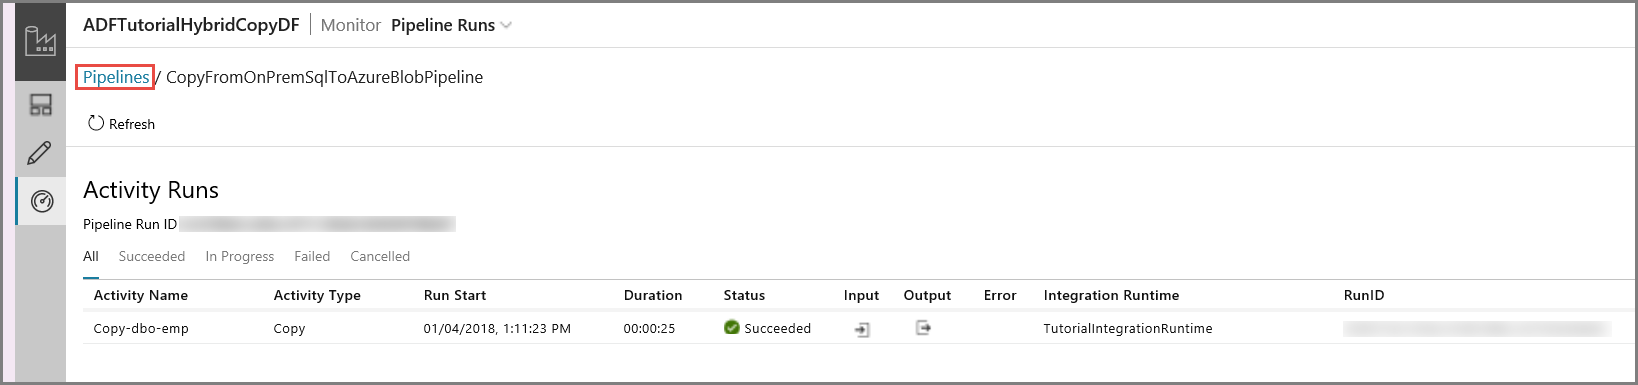 ADFTutorialHybridCopyDF Monitor Pipeline Runs
Pipelines / CopyFromOnPremSqlToAzureBlobPipeline
Refresh
Activity Runs
Pipeline Run ID
All Succeeded In Progress Failed Cancelled
Activity Name Activity Type Run Start Duration Status Input Output Error Integration Runtime RunID
Copy-dbo-emp Copy 01/04/2018, 1:11:23 PM 00:00:25 Succeeded TutorialIntegrationRuntime